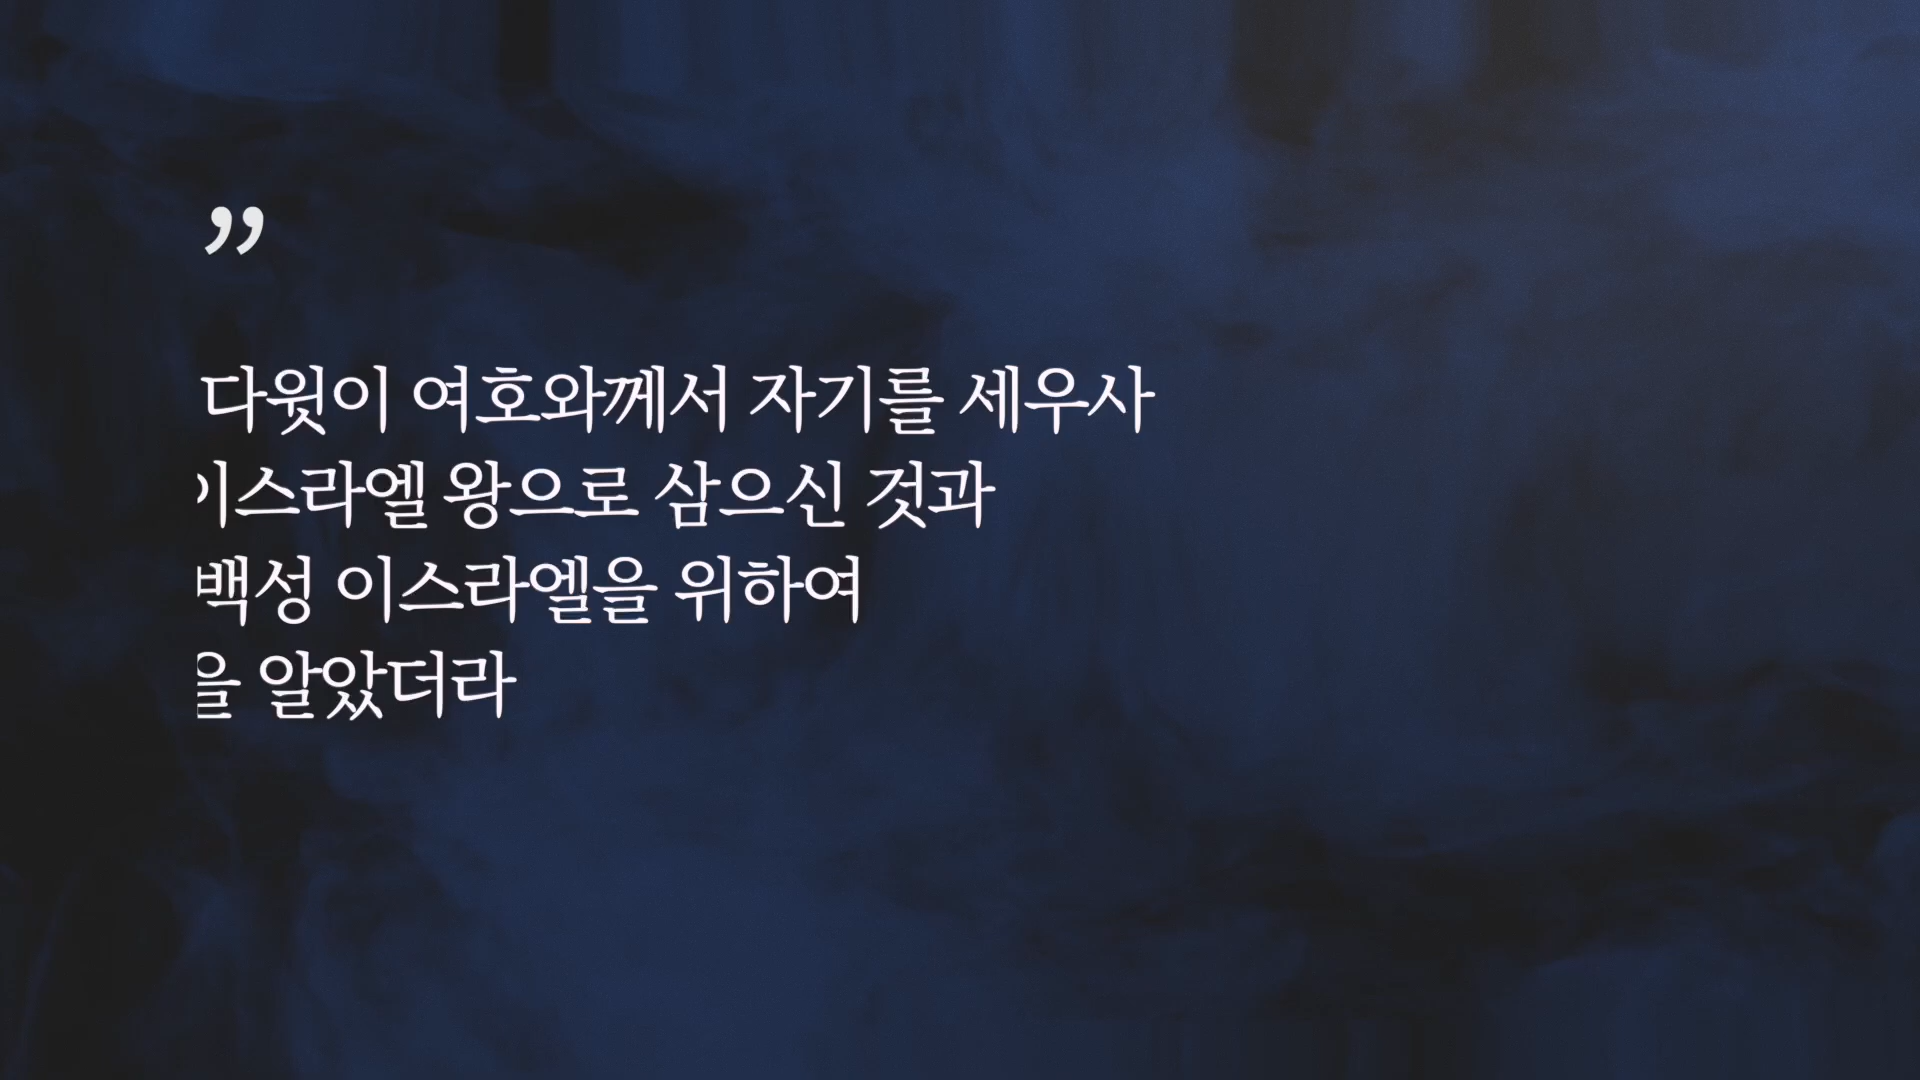 ”
다윗이 여호와께서 자기를 세우사
이스라엘 왕으로 삼으신 것과
백성 이스라엘을 위하여
을 알았더라